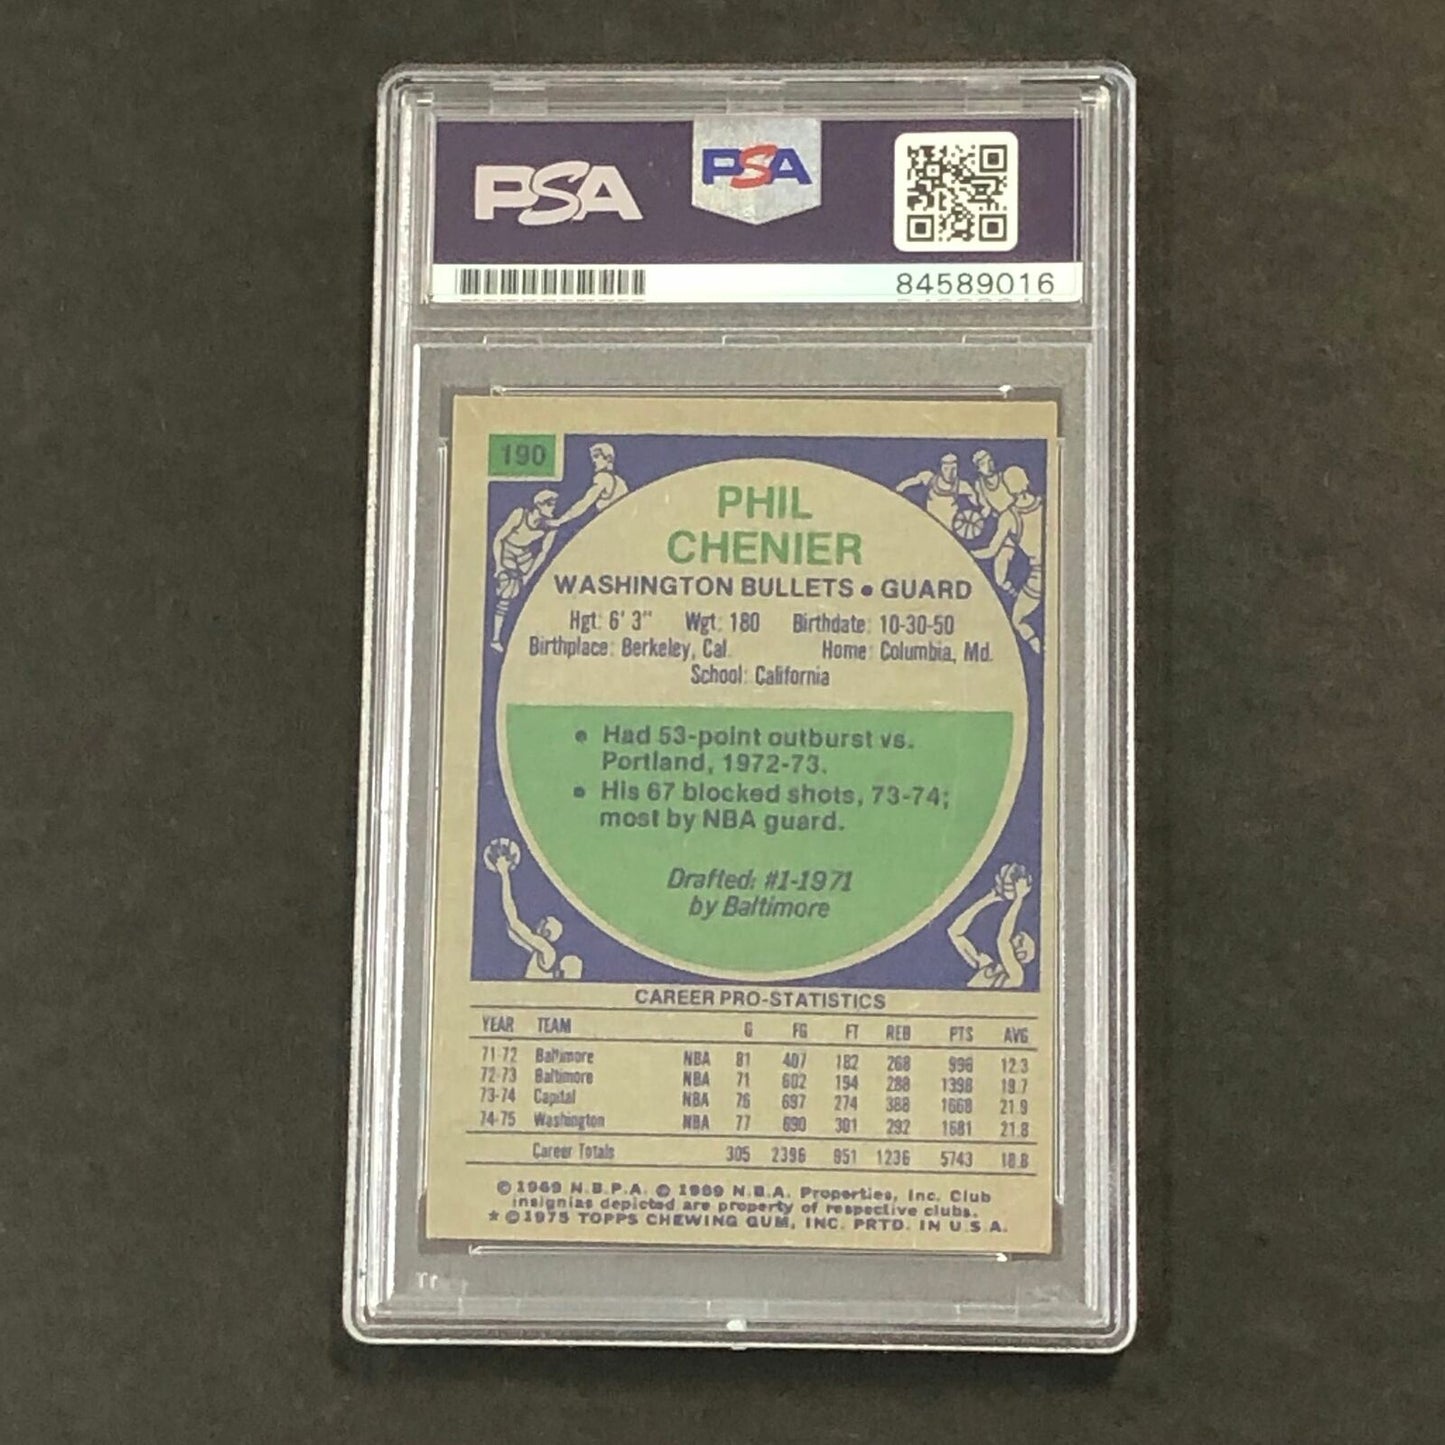 PSA
PSA
84589016
190
PHIL
CHENIER
WASHINGTON BULLETS • GUARD
Hgt: 6' 3" Wgt: 180 Birthdate: 10-30-50
Birthplace: Berkeley, Cal. Home: Columbia, Md.
School: California
• Had 53-point outburst vs.
Portland, 1972-73.
• His 67 blocked shots, 73-74;
most by NBA guard.
Drafted: #1-1971
by Baltimore
CAREER PRO-STATISTICS
YEAR TEAM G FG FT REB PTS AVG
71-72 Baltimore NBA 81 407 182 268 996 12.3
72-73 Baltimore NBA 71 602 194 288 1398 19.7
73-74 Capital NBA 76 697 274 388 1668 21.9
74-75 Washington NBA 77 690 301 292 1681 21.8
Career Totals 305 2396 951 1236 5743 18.8
© 1969 N.B.P.A. © 1969 N.B.A. Properties, Inc. Club
insignias depicted are property of respective clubs.
* © 1975 TOPPS CHEWING GUM, INC. PRTD. IN U.S.A.